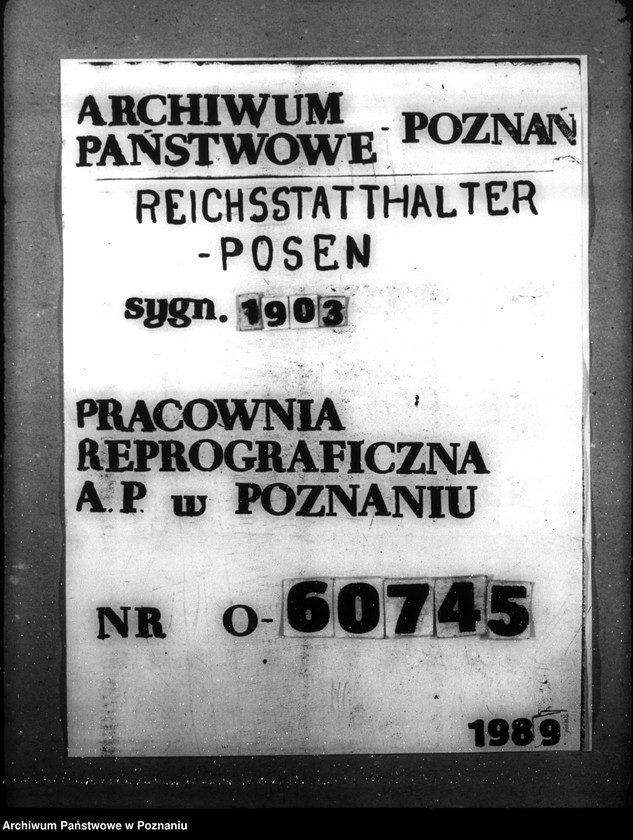 ARCHIWUM
PAŃSTWOWE - POZNAŃ
REICHSSTATTHALTER
-POSEN
sygn. 1903
PRACOWNIA
REPROGRAFICZNA
A.P. w POZNANIU
NR O-60745
1989
Archiwum Państwowe w Poznaniu